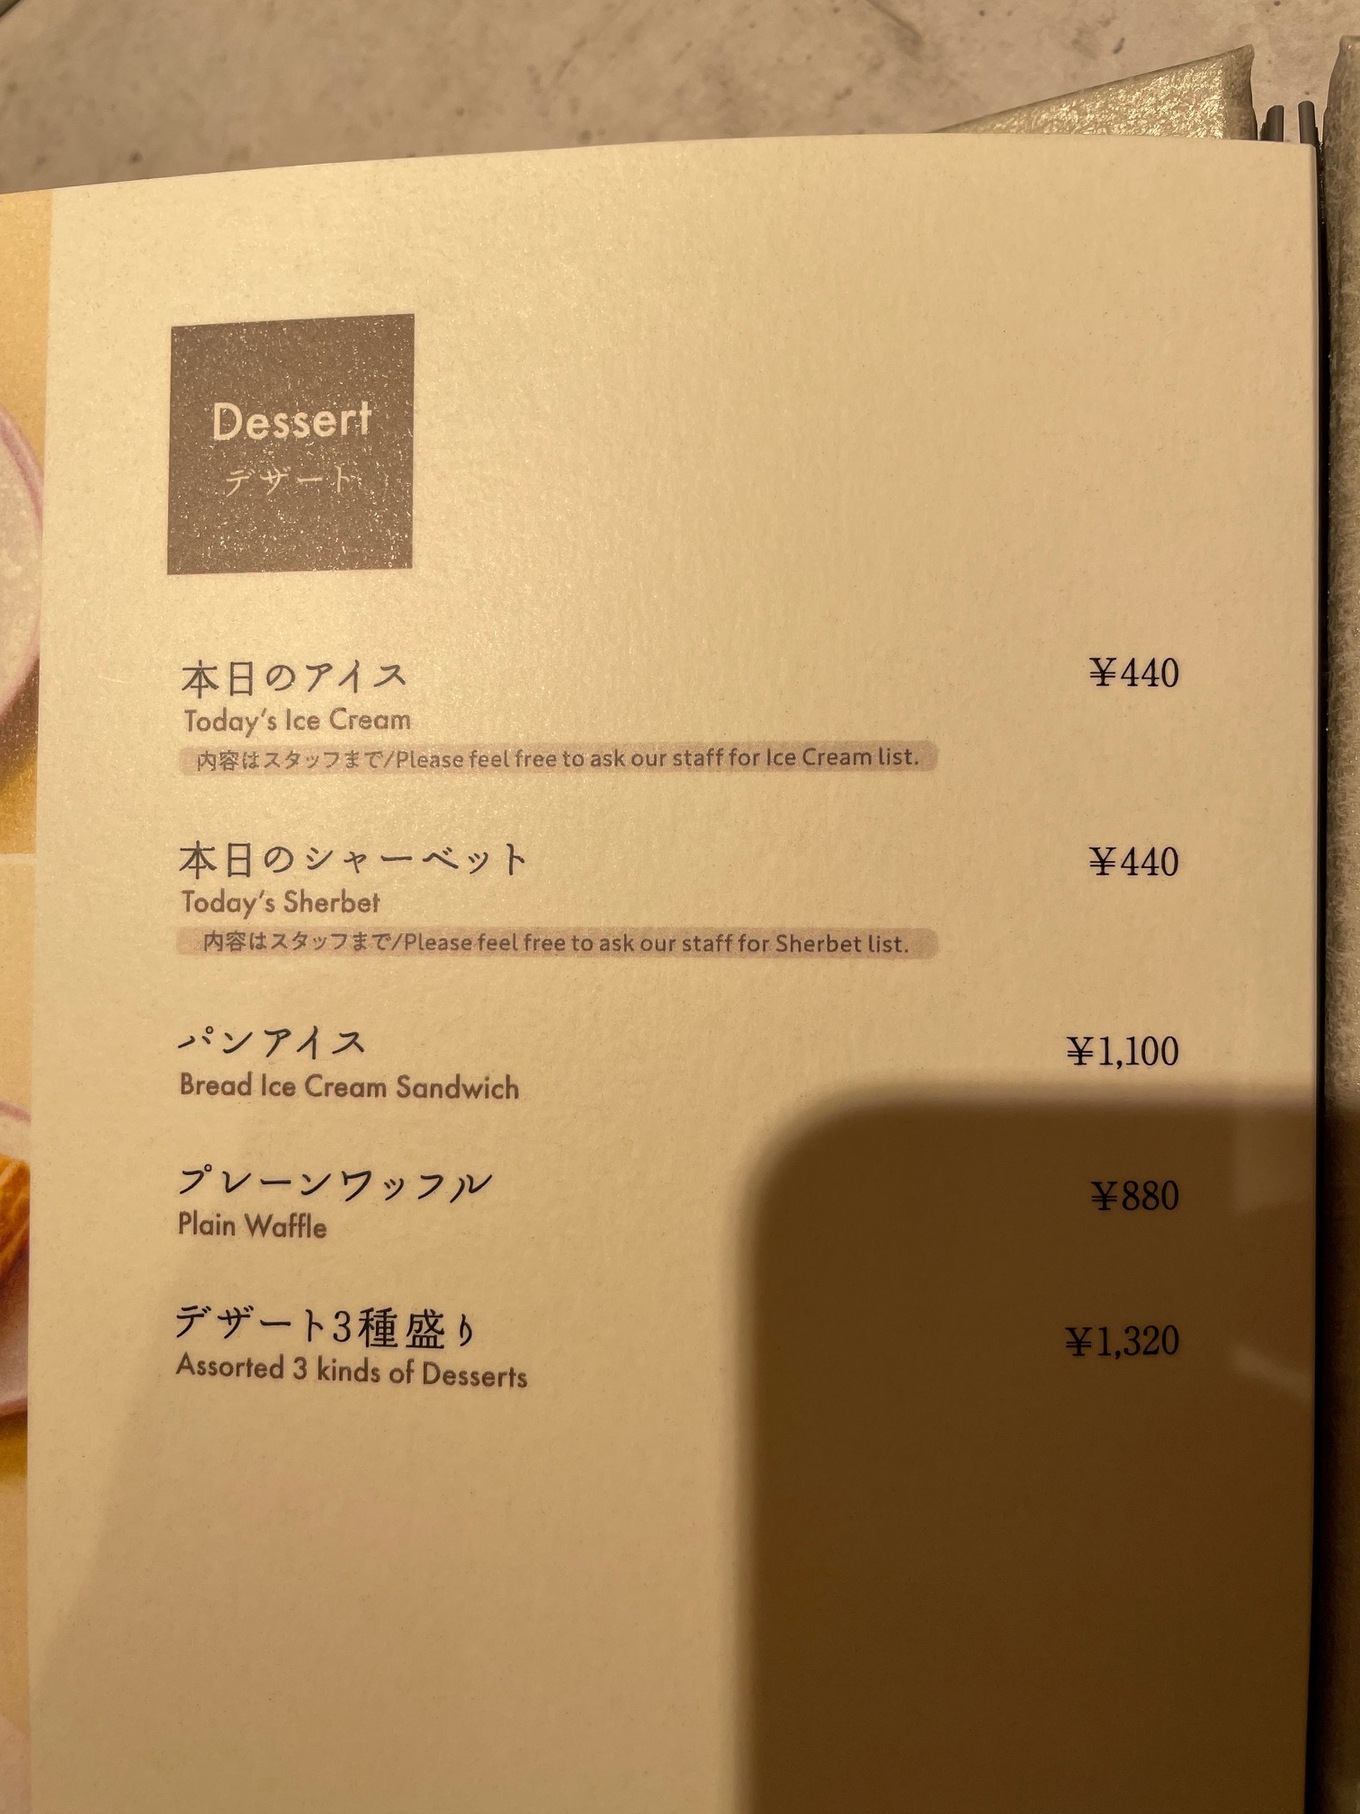 Dessert
デザート
本日のアイス ¥440
Today's Ice Cream
内容はスタッフまで/Please feel free to ask our staff for Ice Cream list.
本日のシャーベット ¥440
Today's Sherbet
内容はスタッフまで/Please feel free to ask our staff for Sherbet list.
パンアイス ¥1,100
Bread Ice Cream Sandwich
プレーンワッフル ¥880
Plain Waffle
デザート3種盛り ¥1,320
Assorted 3 kinds of Desserts